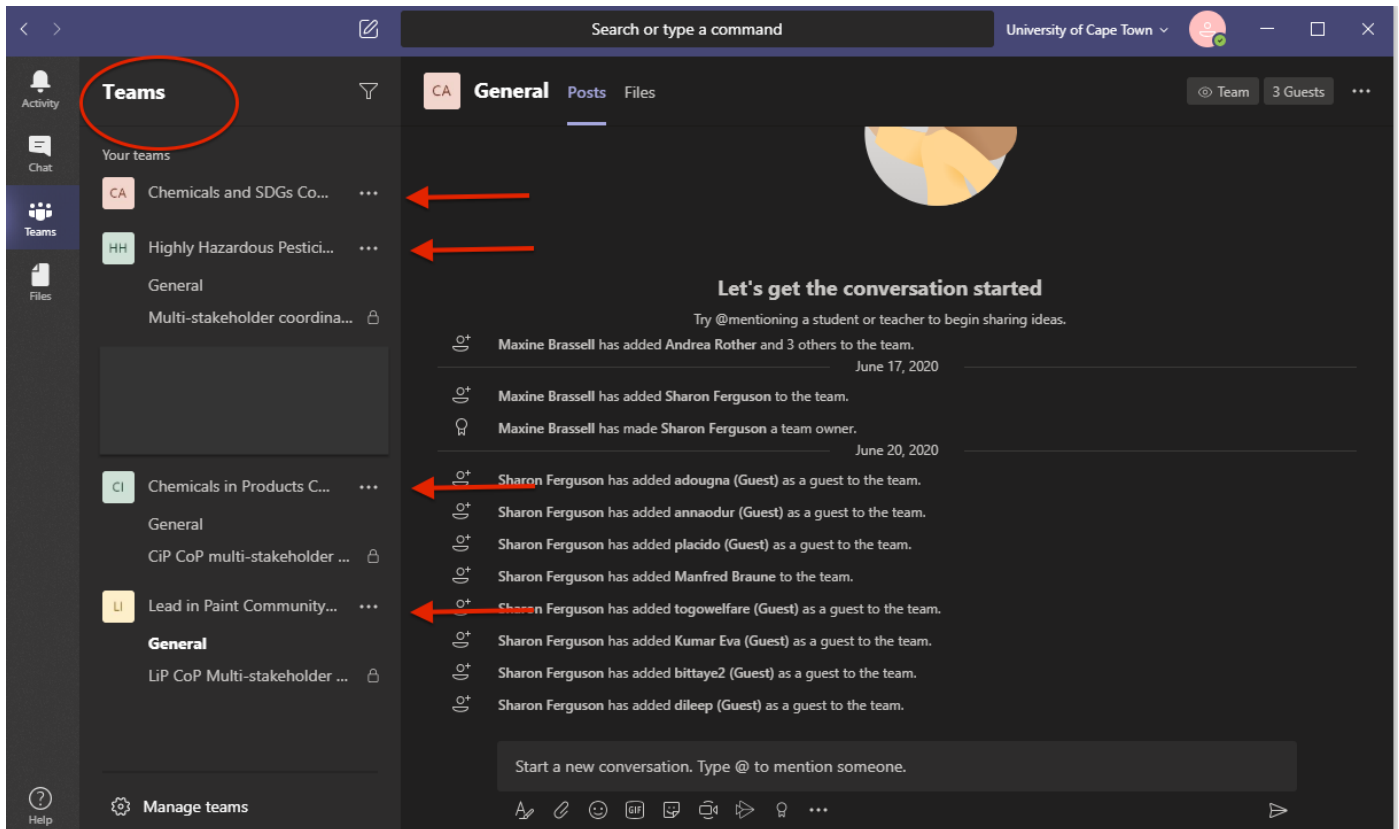 Search or type a command
University of Cape Town
Activity
Chat
Teams
Files
Help
Teams
Your teams
CA Chemicals and SDGs Co...
HH Highly Hazardous Pestici...
General
Multi-stakeholder coordina...
CI Chemicals in Products C...
General
CiP CoP multi-stakeholder ...
LI Lead in Paint Community...
General
LiP CoP Multi-stakeholder ...
Manage teams
CA General Posts Files
Team 3 Guests
Let's get the conversation started
Try @mentioning a student or teacher to begin sharing ideas.
Maxine Brassell has added Andrea Rother and 3 others to the team.
June 17, 2020
Maxine Brassell has added Sharon Ferguson to the team.
Maxine Brassell has made Sharon Ferguson a team owner.
June 20, 2020
Sharon Ferguson has added adougna (Guest) as a guest to the team.
Sharon Ferguson has added annaodur (Guest) as a guest to the team.
Sharon Ferguson has added placido (Guest) as a guest to the team.
Sharon Ferguson has added Manfred Braune to the team.
Sharon Ferguson has added togowelfare (Guest) as a guest to the team.
Sharon Ferguson has added Kumar Eva (Guest) as a guest to the team.
Sharon Ferguson has added bittaye2 (Guest) as a guest to the team.
Sharon Ferguson has added dileep (Guest) as a guest to the team.
Start a new conversation. Type @ to mention someone.
GIF